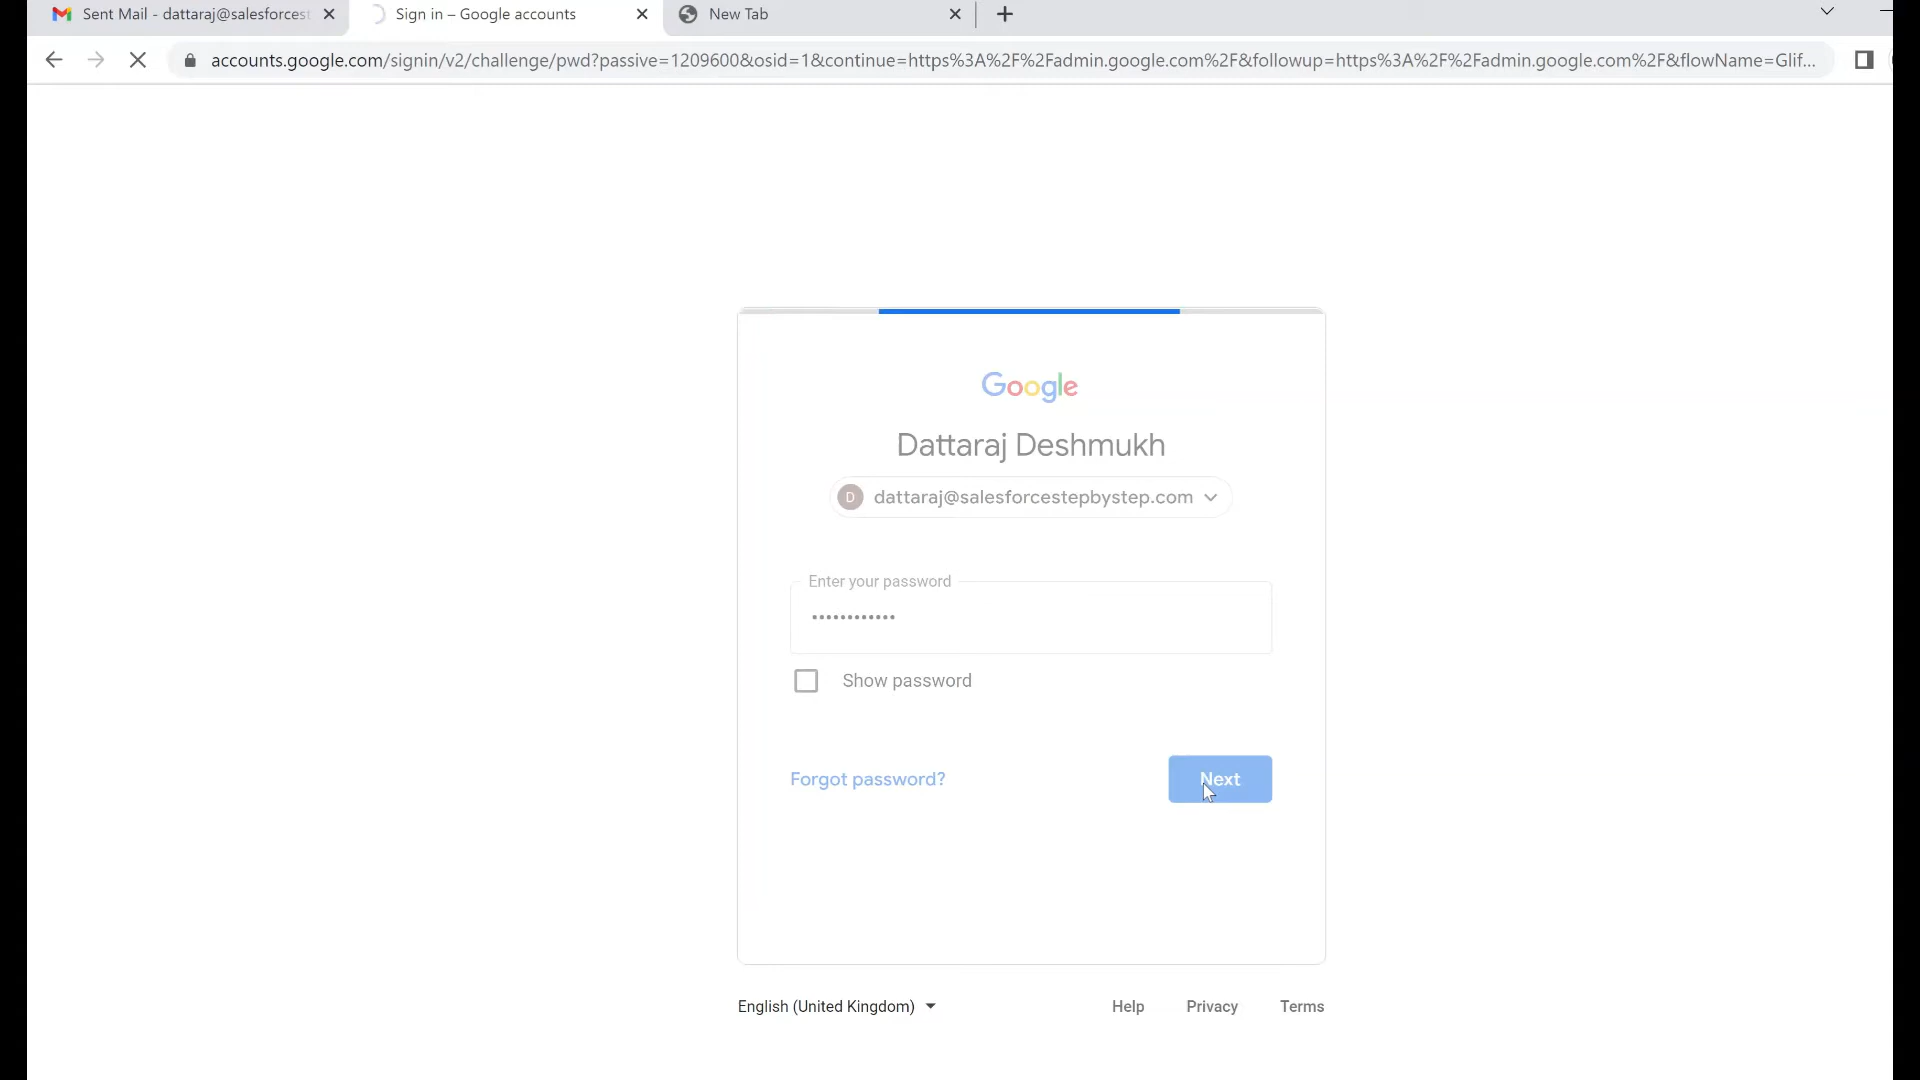 Sent Mail - dattaraj@salesforcest
Sign in – Google accounts
New Tab
accounts.google.com/signin/v2/challenge/pwd?passive=1209600&osid=1&continue=https%3A%2F%2Fadmin.google.com%2F&followup=https%3A%2F%2Fadmin.google.com%2F&flowName=Glif...
Google
Dattaraj Deshmukh
D dattaraj@salesforcestepbystep.com
Enter your password
••••••••••••
Show password
Forgot password?
Next
English (United Kingdom)
Help Privacy Terms